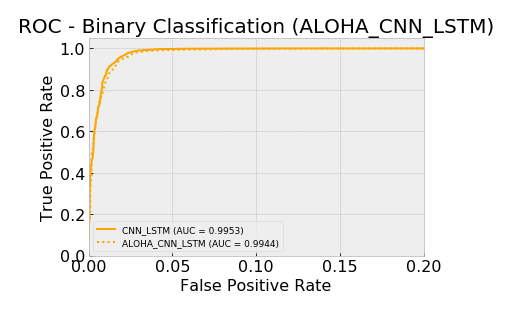 ROC - Binary Classification (ALOHA_CNN_LSTM)
1.0
0.8
0.6
0.4
0.2
0.0
True Positive Rate
CNN_LSTM (AUC = 0.9953)
ALOHA_CNN_LSTM (AUC = 0.9944)
0.00 0.05 0.10 0.15 0.20
False Positive Rate